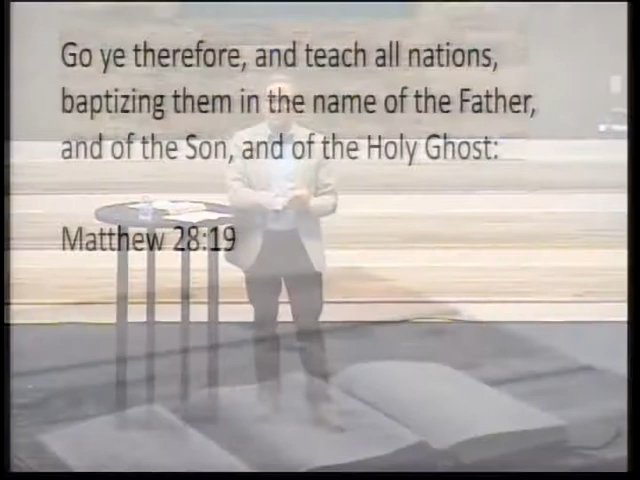 Go ye therefore, and teach all nations,
baptizing them in the name of the Father,
and of the Son, and of the Holy Ghost:
Matthew 28:19